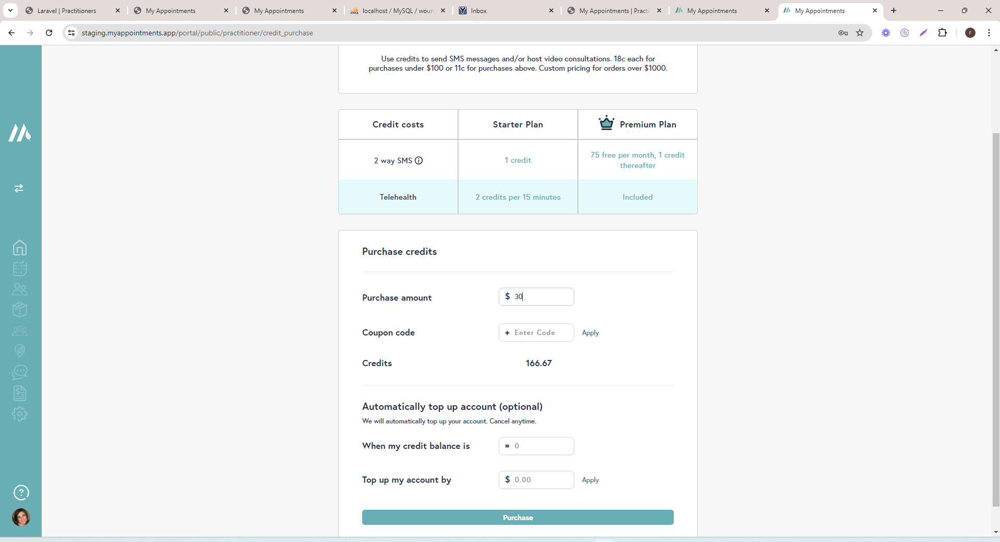 Laravel | Practitioners
My Appointments
My Appointments
localhost / MySQL / woun
Inbox
My Appointments | Practi
My Appointments
My Appointments
staging.myappointments.app/portal/public/practitioner/credit_purchase
r
Use credits to send SMS messages and/or host video consultations. 18c each for
purchases under $100 or 11c for purchases above. Custom pricing for orders over $1000.
Credit costs
Starter Plan
Premium Plan
2 way SMS
1 credit
75 free per month, 1 credit
thereafter
Telehealth
2 credits per 15 minutes
Included
Purchase credits
Purchase amount
$ 30
Coupon code
+ Enter Code
Apply
Credits
166.67
Automatically top up account (optional)
We will automatically top up your account. Cancel anytime.
When my credit balance is
= 0
Top up my account by
$ 0.00
Apply
Purchase